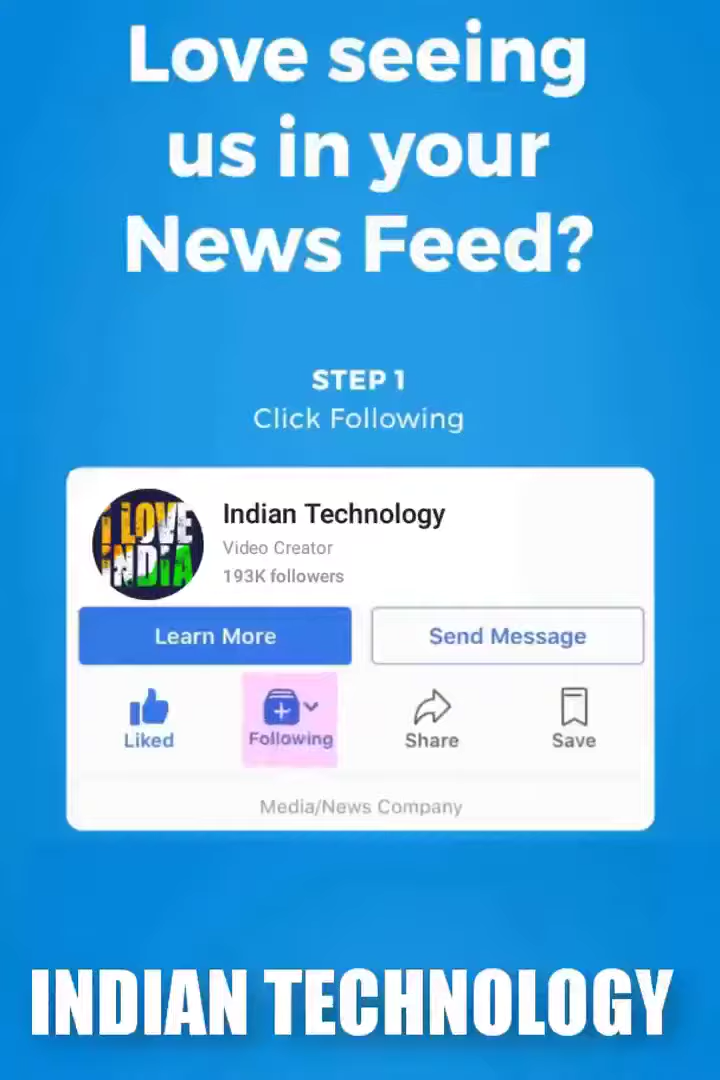 Love seeing
us in your
News Feed?
STEP 1
Click Following
I LOVE
INDIA
Indian Technology
Video Creator
193K followers
Learn More
Send Message
Liked
Following
Share
Save
Media/News Company
INDIAN TECHNOLOGY